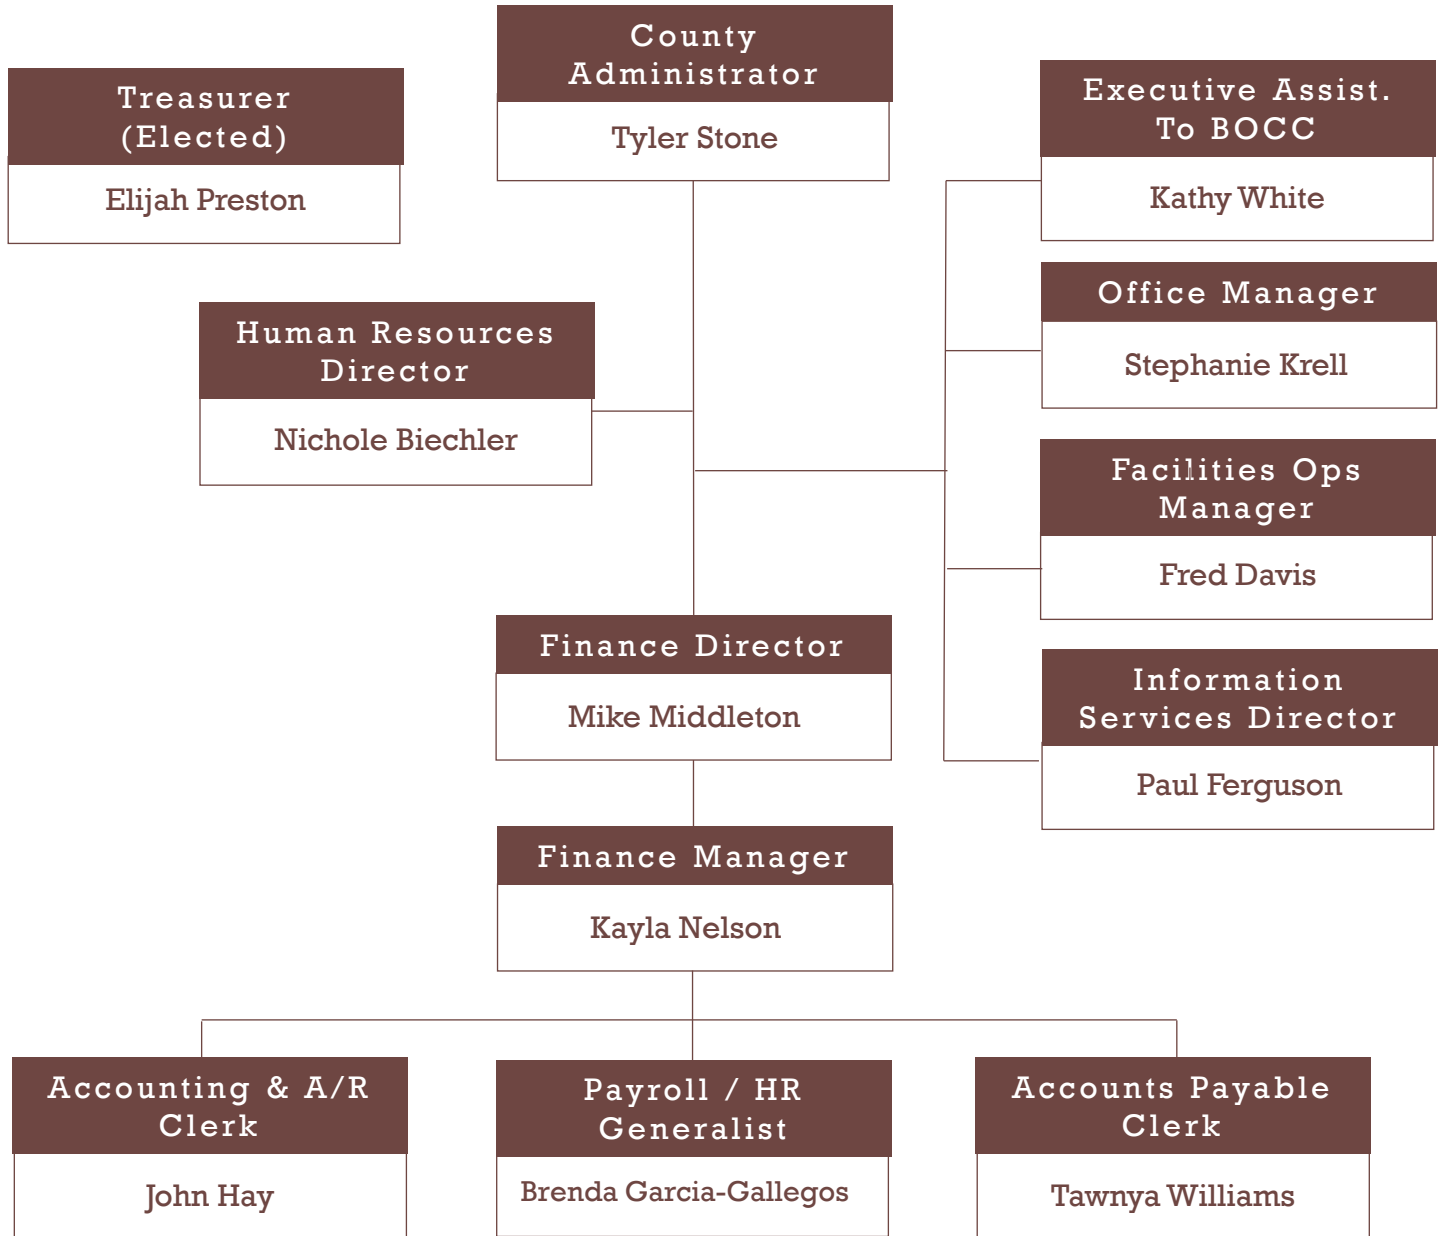 County
Administrator
Tyler Stone
Treasurer
(Elected)
Elijah Preston
Executive Assist.
To BOCC
Kathy White
Office Manager
Stephanie Krell
Human Resources
Director
Nichole Biechler
Facilities Ops
Manager
Fred Davis
Finance Director
Mike Middleton
Information
Services Director
Paul Ferguson
Finance Manager
Kayla Nelson
Accounting & A/R
Clerk
John Hay
Payroll / HR
Generalist
Brenda Garcia-Gallegos
Accounts Payable
Clerk
Tawnya Williams